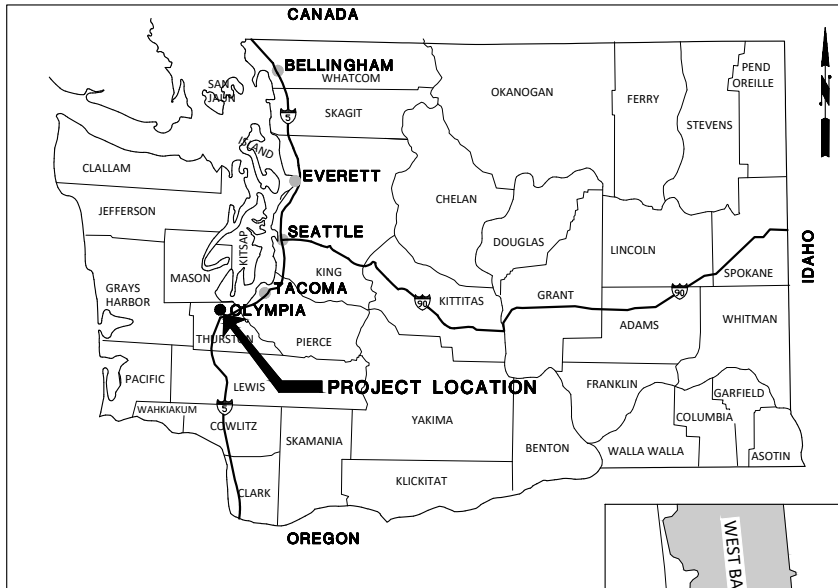 CANADA
N
BELLINGHAM
WHATCOM
SAN
JAUN
SKAGIT
5
ISLAND
OKANOGAN
FERRY
STEVENS
PEND
OREILLE
CLALLAM
EVERETT
JEFFERSON
CHELAN
SEATTLE
DOUGLAS
LINCOLN
KITSAP
MASON
KING
SPOKANE
IDAHO
GRAYS
HARBOR
TACOMA
90
KITTITAS
GRANT
90
OLYMPIA
ADAMS
WHITMAN
THURSTON
PIERCE
PACIFIC
LEWIS
PROJECT LOCATION
FRANKLIN
GARFIELD
WAHKIAKUM
5
COWLITZ
YAKIMA
COLUMBIA
SKAMANIA
BENTON
WALLA WALLA
ASOTIN
KLICKITAT
CLARK
OREGON
WEST